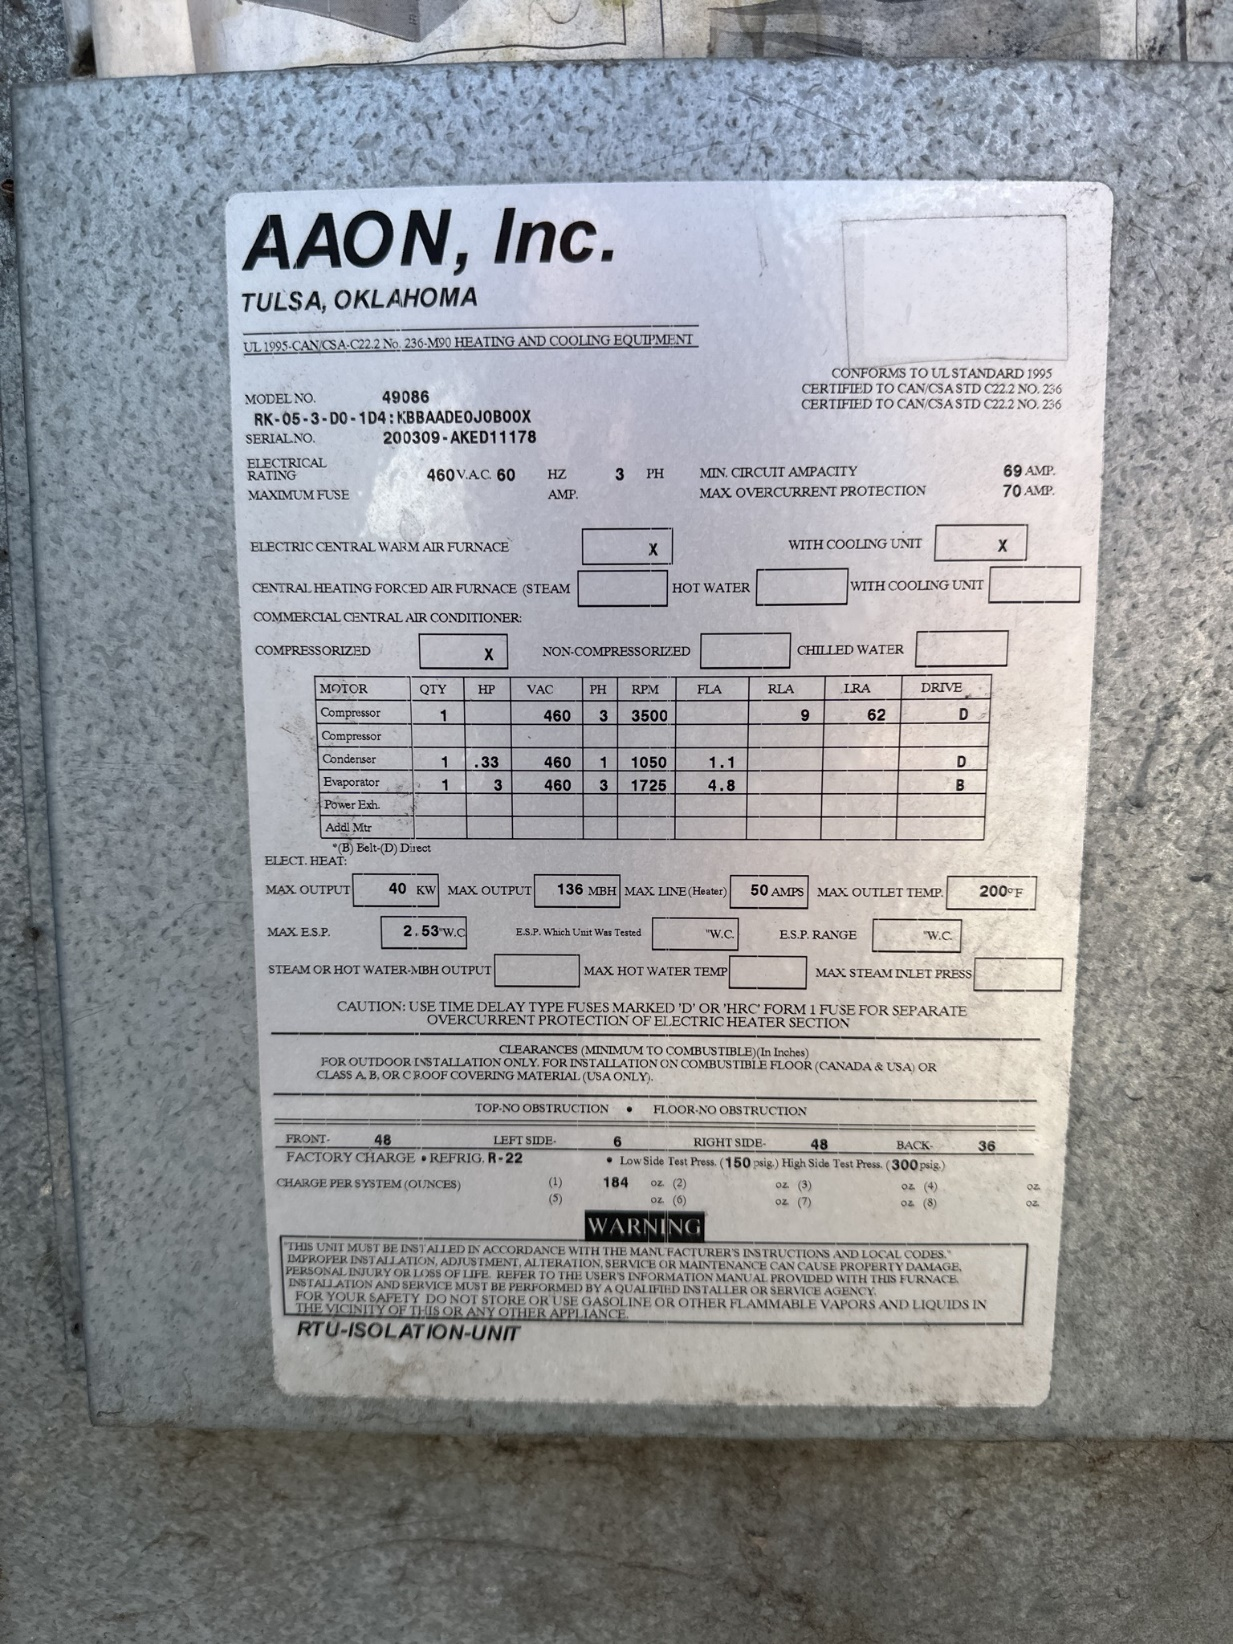 AAON, Inc.
TULSA, OKLAHOMA
UL 1995-CAN/CSA-C22.2 No. 236-M90 HEATING AND COOLING EQUIPMENT
CONFORMS TO UL STANDARD 1995
CERTIFIED TO CAN/CSA STD C22.2 NO. 236
CERTIFIED TO CAN/CSA STD C22.2 NO. 236
MODEL NO. 49086
RK-05-3-D0-1D4:KBBAADE0J0B00X
SERIAL.NO. 200309-AKED11178
ELECTRICAL
RATING 460 V.A.C. 60 HZ 3 PH MIN. CIRCUIT AMPACITY 69 AMP.
MAXIMUM FUSE AMP. MAX. OVERCURRENT PROTECTION 70 AMP.
ELECTRIC CENTRAL WARM AIR FURNACE X WITH COOLING UNIT X
CENTRAL HEATING FORCED AIR FURNACE (STEAM HOT WATER WITH COOLING UNIT
COMMERCIAL CENTRAL AIR CONDITIONER:
COMPRESSORIZED X NON-COMPRESSORIZED CHILLED WATER
MOTOR QTY HP VAC PH RPM FLA RLA LRA DRIVE
Compressor 1 460 3 3500 9 62 D
Compressor
Condenser 1 .33 460 1 1050 1.1 D
Evaporator 1 3 460 3 1725 4.8 B
Power Exh.
Addl Mtr
*(B) Belt-(D) Direct
ELECT. HEAT:
MAX. OUTPUT 40 KW MAX. OUTPUT 136 MBH MAX. LINE (Heater) 50 AMPS MAX. OUTLET TEMP. 200°F
MAX. E.S.P. 2.53"W.C. E.S.P. Which Unit Was Tested "W.C. E.S.P. RANGE "W.C.
STEAM OR HOT WATER-MBH OUTPUT MAX. HOT WATER TEMP MAX STEAM INLET PRESS
CAUTION: USE TIME DELAY TYPE FUSES MARKED 'D' OR 'HRC' FORM 1 FUSE FOR SEPARATE
OVERCURRENT PROTECTION OF ELECTRIC HEATER SECTION
CLEARANCES (MINIMUM TO COMBUSTIBLE)(In Inches)
FOR OUTDOOR INSTALLATION ONLY. FOR INSTALLATION ON COMBUSTIBLE FLOOR (CANADA & USA) OR
CLASS A, B, OR C ROOF COVERING MATERIAL (USA ONLY).
TOP-NO OBSTRUCTION • FLOOR-NO OBSTRUCTION
FRONT- 48 LEFT SIDE- 6 RIGHT SIDE- 48 BACK- 36
FACTORY CHARGE • REFRIG. R-22 • Low Side Test Press. (150 psig.) High Side Test Press. (300 psig.)
CHARGE PER SYSTEM (OUNCES) (1) 184 oz. (2) oz. (3) oz. (4) oz.
(5) oz. (6) oz. (7) oz. (8) oz.
WARNING
"THIS UNIT MUST BE INSTALLED IN ACCORDANCE WITH THE MANUFACTURER'S INSTRUCTIONS AND LOCAL CODES."
IMPROPER INSTALLATION, ADJUSTMENT, ALTERATION, SERVICE OR MAINTENANCE CAN CAUSE PROPERTY DAMAGE,
PERSONAL INJURY OR LOSS OF LIFE. REFER TO THE USER'S INFORMATION MANUAL PROVIDED WITH THIS FURNACE.
INSTALLATION AND SERVICE MUST BE PERFORMED BY A QUALIFIED INSTALLER OR SERVICE AGENCY.
FOR YOUR SAFETY DO NOT STORE OR USE GASOLINE OR OTHER FLAMMABLE VAPORS AND LIQUIDS IN
THE VICINITY OF THIS OR ANY OTHER APPLIANCE.
RTU-ISOLATION-UNIT